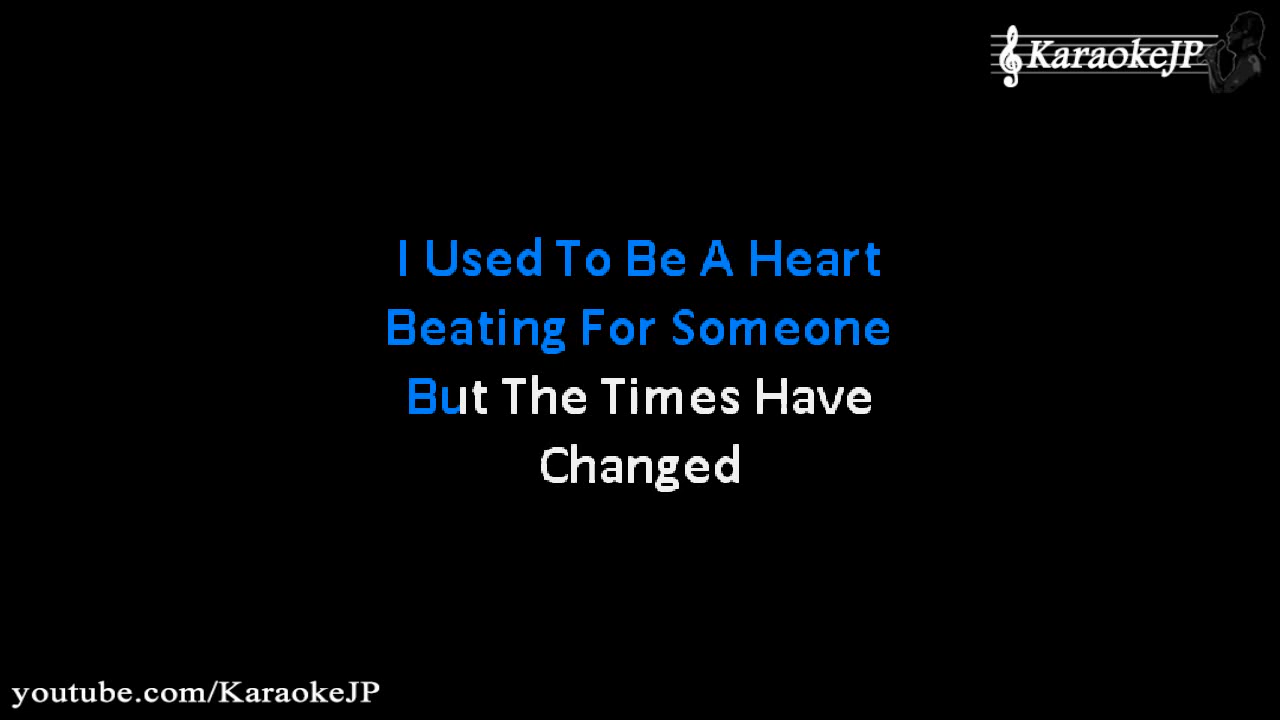 KaraokeJP
I Used To Be A Heart
Beating For Someone
But The Times Have
Changed
youtube.com/KaraokeJP